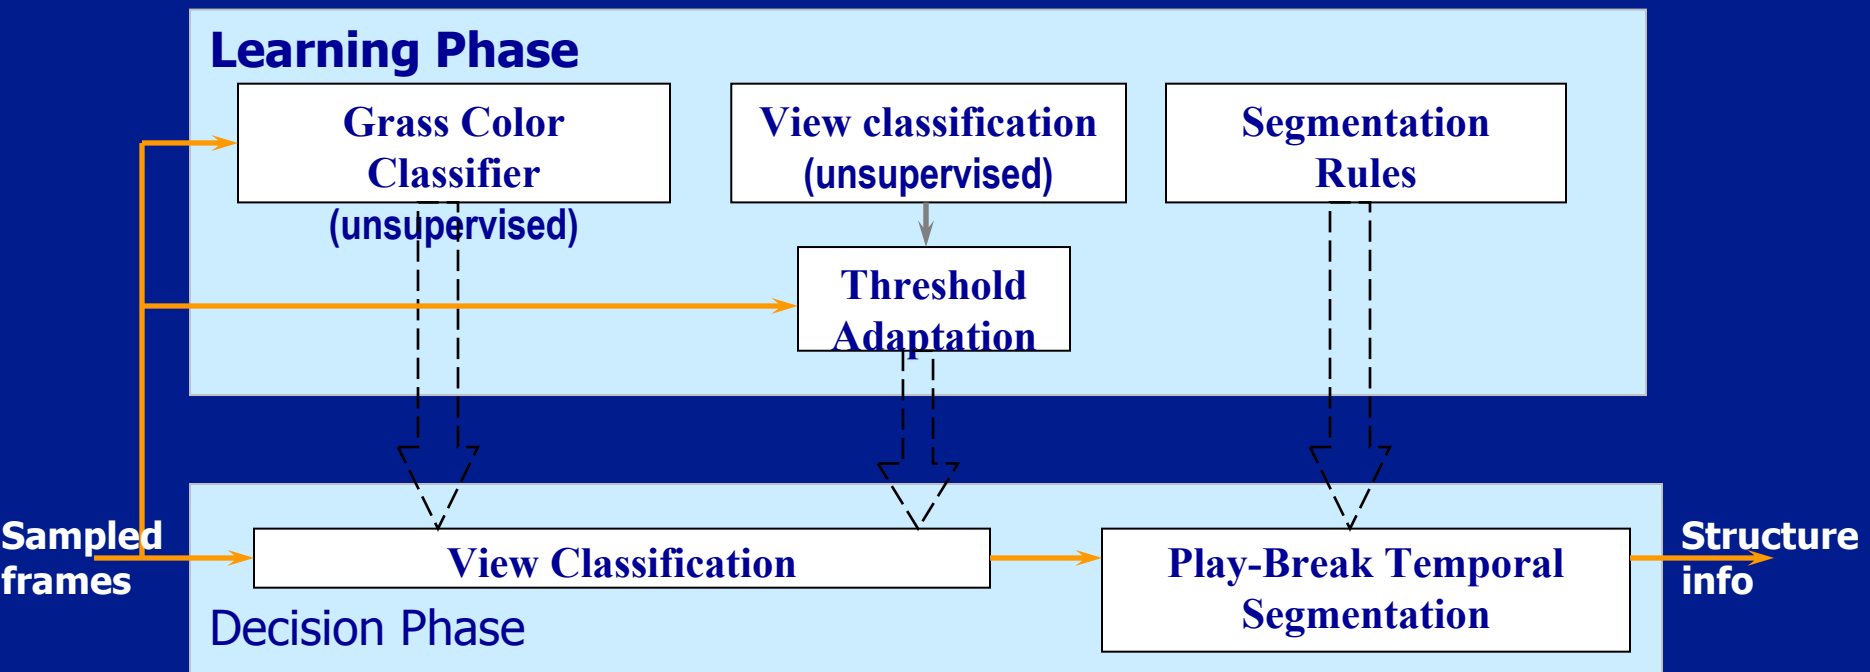 Learning Phase
Grass Color
Classifier
(unsupervised)
View classification
(unsupervised)
Segmentation
Rules
Threshold
Adaptation
Sampled
frames
View Classification
Play-Break Temporal
Segmentation
Structure
info
Decision Phase